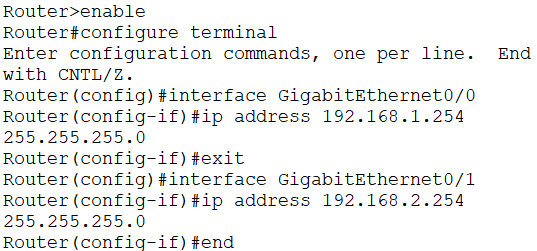 Router>enable
Router#configure terminal
Enter configuration commands, one per line.  End
with CNTL/Z.
Router(config)#interface GigabitEthernet0/0
Router(config-if)#ip address 192.168.1.254
255.255.255.0
Router(config-if)#exit
Router(config)#interface GigabitEthernet0/1
Router(config-if)#ip address 192.168.2.254
255.255.255.0
Router(config-if)#end